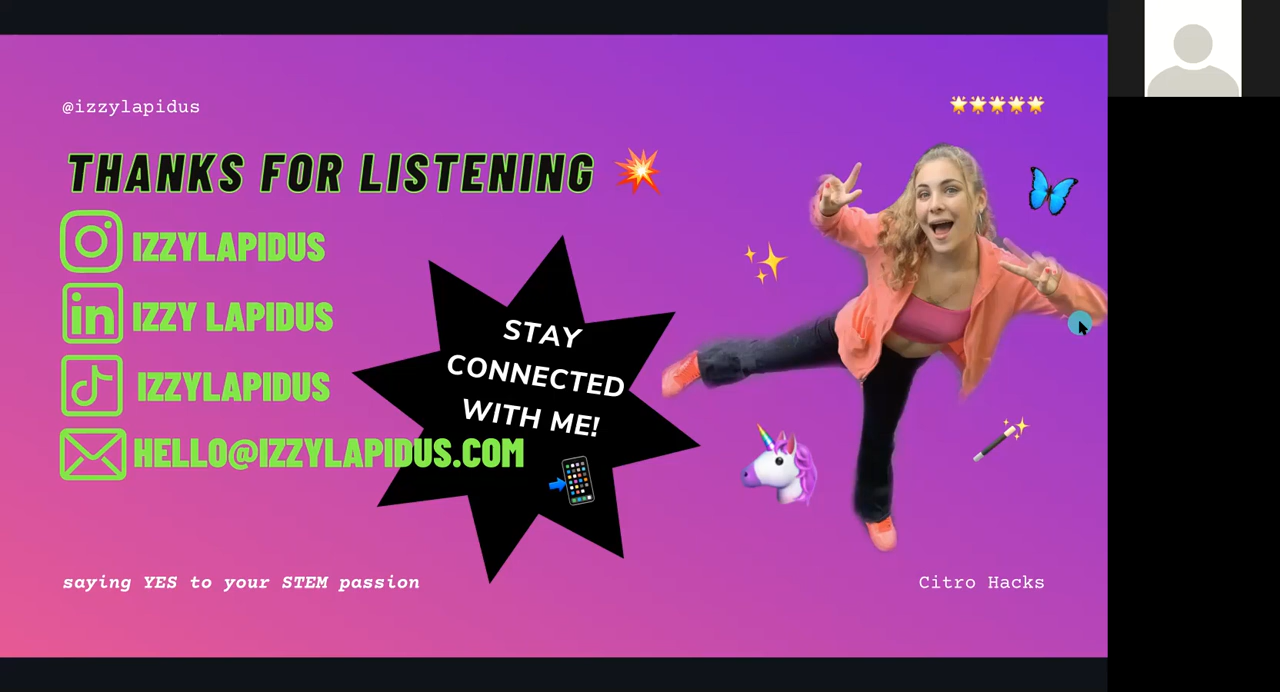 @izzylapidus
THANKS FOR LISTENING
IZZYLAPIDUS
IZZY LAPIDUS
IZZYLAPIDUS
HELLO@IZZYLAPIDUS.COM
STAY
CONNECTED
WITH ME!
saying YES to your STEM passion
Citro Hacks